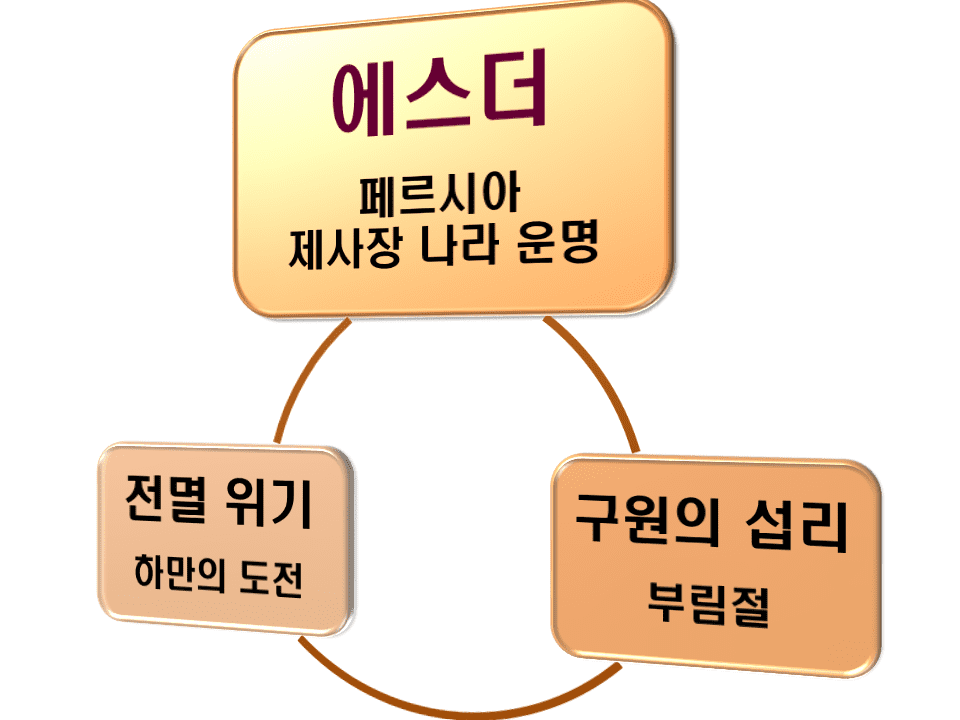 에스더
페르시아
제사장 나라 운명
전멸 위기
하만의 도전
구원의 섭리
부림절